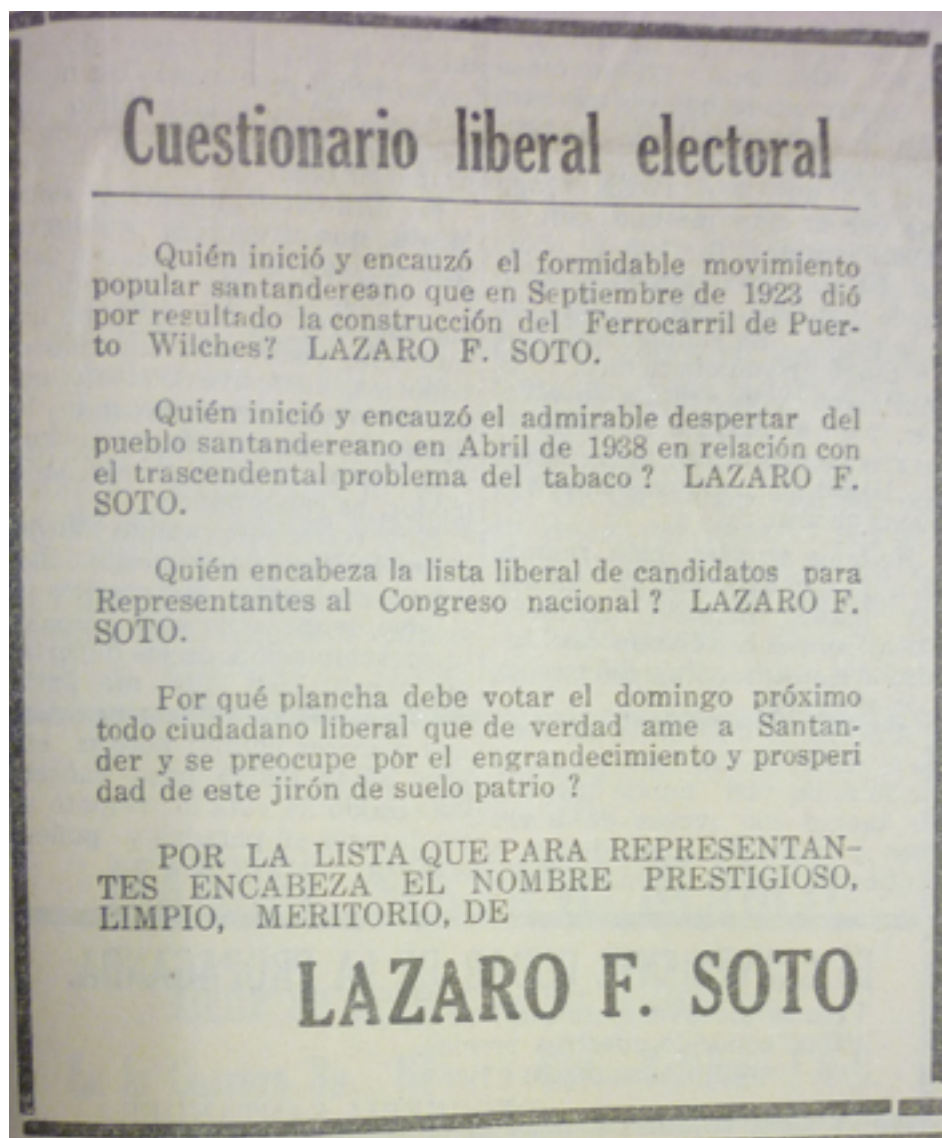 Cuestionario liberal electoral
Quién inició y encauzó el formidable movimiento
popular santandereano que en Septiembre de 1923 dió
por resultado la construcción del Ferrocarril de Puer-
to Wilches? LAZARO F. SOTO.
Quién inició y encauzó el admirable despertar del
pueblo santandereano en Abril de 1938 en relación con
el trascendental problema del tabaco? LAZARO F.
SOTO.
Quién encabeza la lista liberal de candidatos para
Representantes al Congreso nacional? LAZARO F.
SOTO.
Por qué plancha debe votar el domingo próximo
todo ciudadano liberal que de verdad ame a Santan-
der y se preocupe por el engrandecimiento y prosperi
dad de este jirón de suelo patrio?
POR LA LISTA QUE PARA REPRESENTAN-
TES ENCABEZA EL NOMBRE PRESTIGIOSO,
LIMPIO, MERITORIO, DE
LAZARO F. SOTO